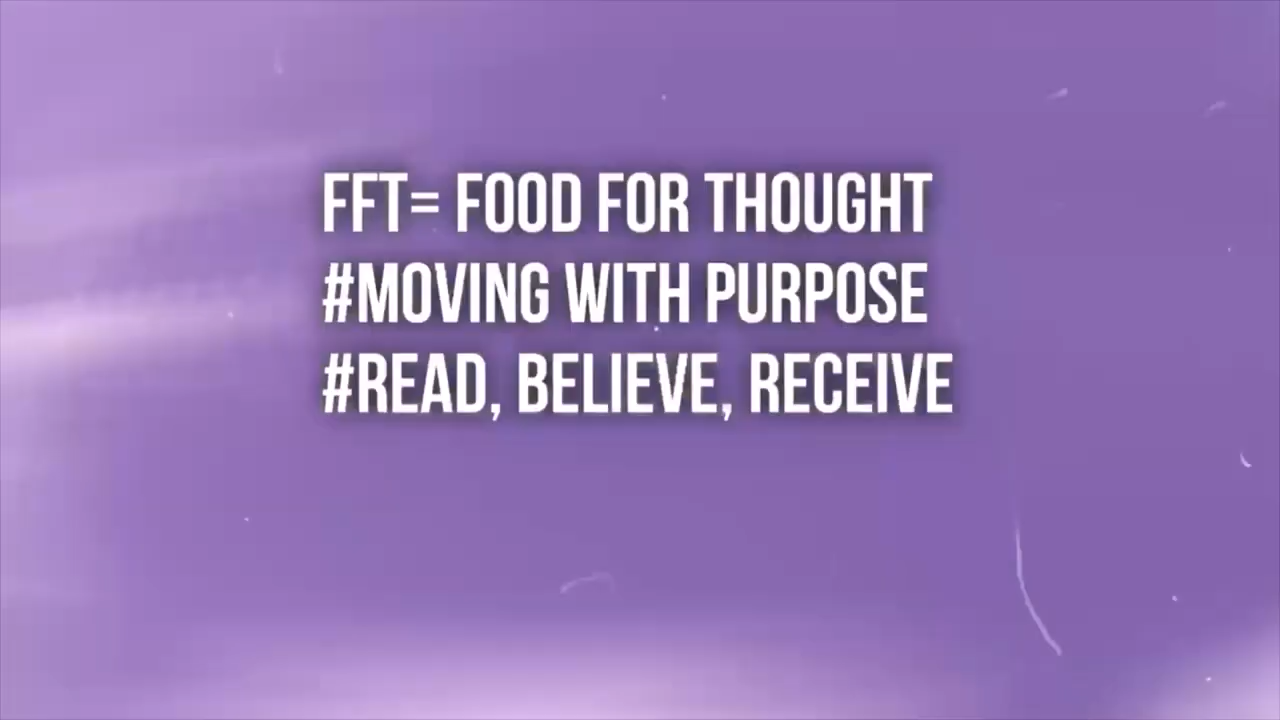 FFT= FOOD FOR THOUGHT
#MOVING WITH PURPOSE
#READ, BELIEVE, RECEIVE